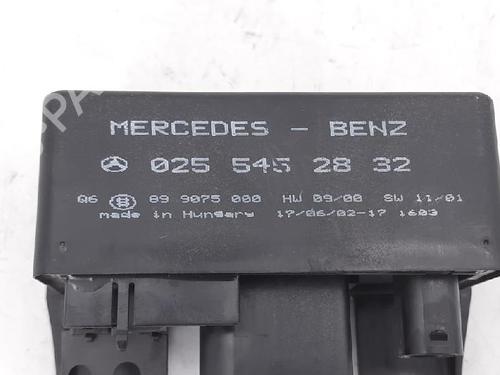 MERCEDES - BENZ
025 545 28 32
Q6 89 9075 000 HW 09/00 SW 11/01
made in Hungary 17/06/02-17 1603